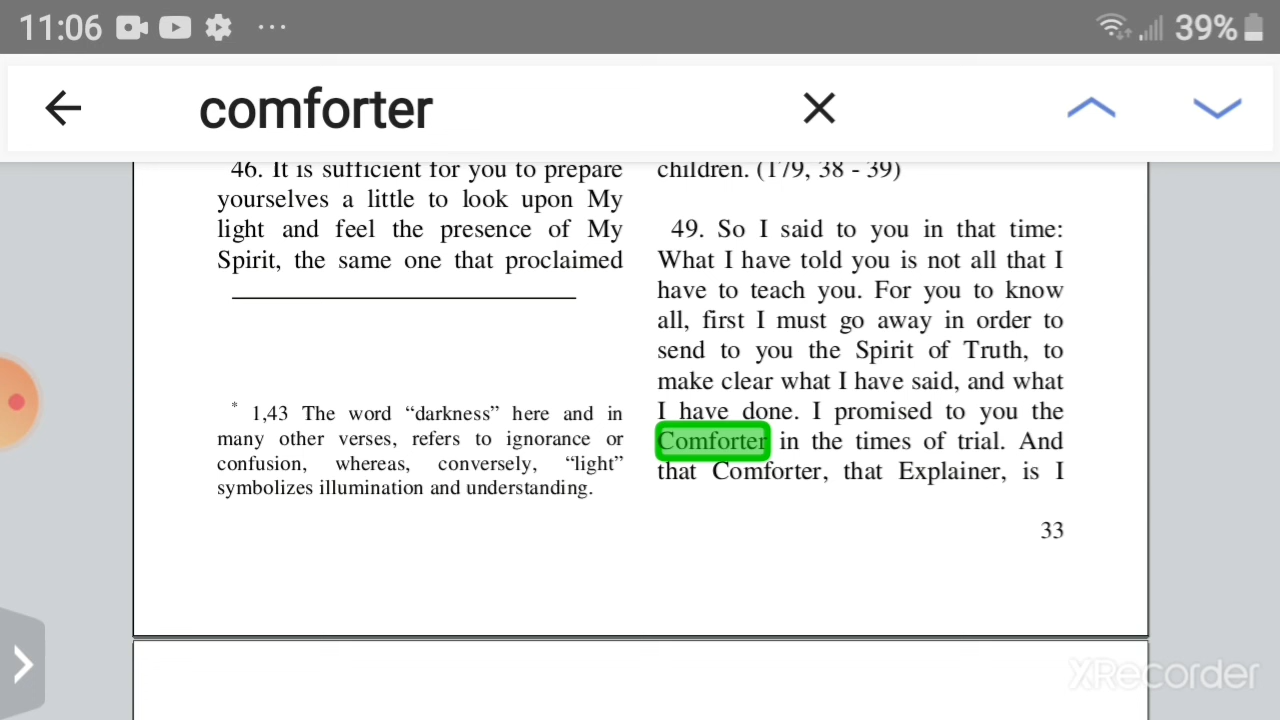 11:06 39%
comforter
46. It is sufficient for you to prepare
yourselves a little to look upon My
light and feel the presence of My
Spirit, the same one that proclaimed
* 1,43 The word “darkness” here and in
many other verses, refers to ignorance or
confusion, whereas, conversely, “light”
symbolizes illumination and understanding.
children. (179, 38 - 39)
49. So I said to you in that time:
What I have told you is not all that I
have to teach you. For you to know
all, first I must go away in order to
send to you the Spirit of Truth, to
make clear what I have said, and what
I have done. I promised to you the
Comforter in the times of trial. And
that Comforter, that Explainer, is I
33
XRecorder